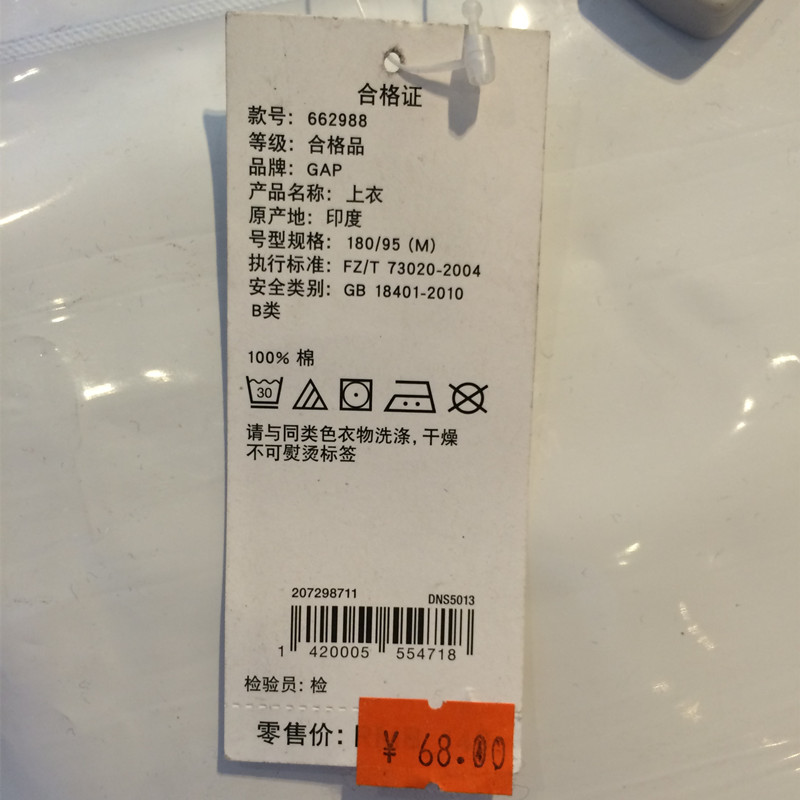 合格证
款号: 662988
等级: 合格品
品牌: GAP
产品名称: 上衣
原产地: 印度
号型规格: 180/95 (M)
执行标准: FZ/T 73020-2004
安全类别: GB 18401-2010
B类
100% 棉
30
请与同类色衣物洗涤, 干燥
不可熨烫标签
207298711 DNS5013
1 420005 554718
检验员: 检
零售价:
¥ 68.00